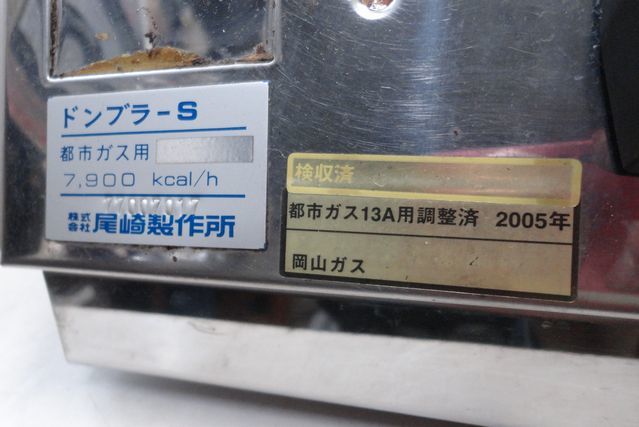 ドンブラーS
都市ガス用
7,900 kcal/h
株式会社 尾崎製作所
検収済
都市ガス13A用調整済 2005年
岡山ガス